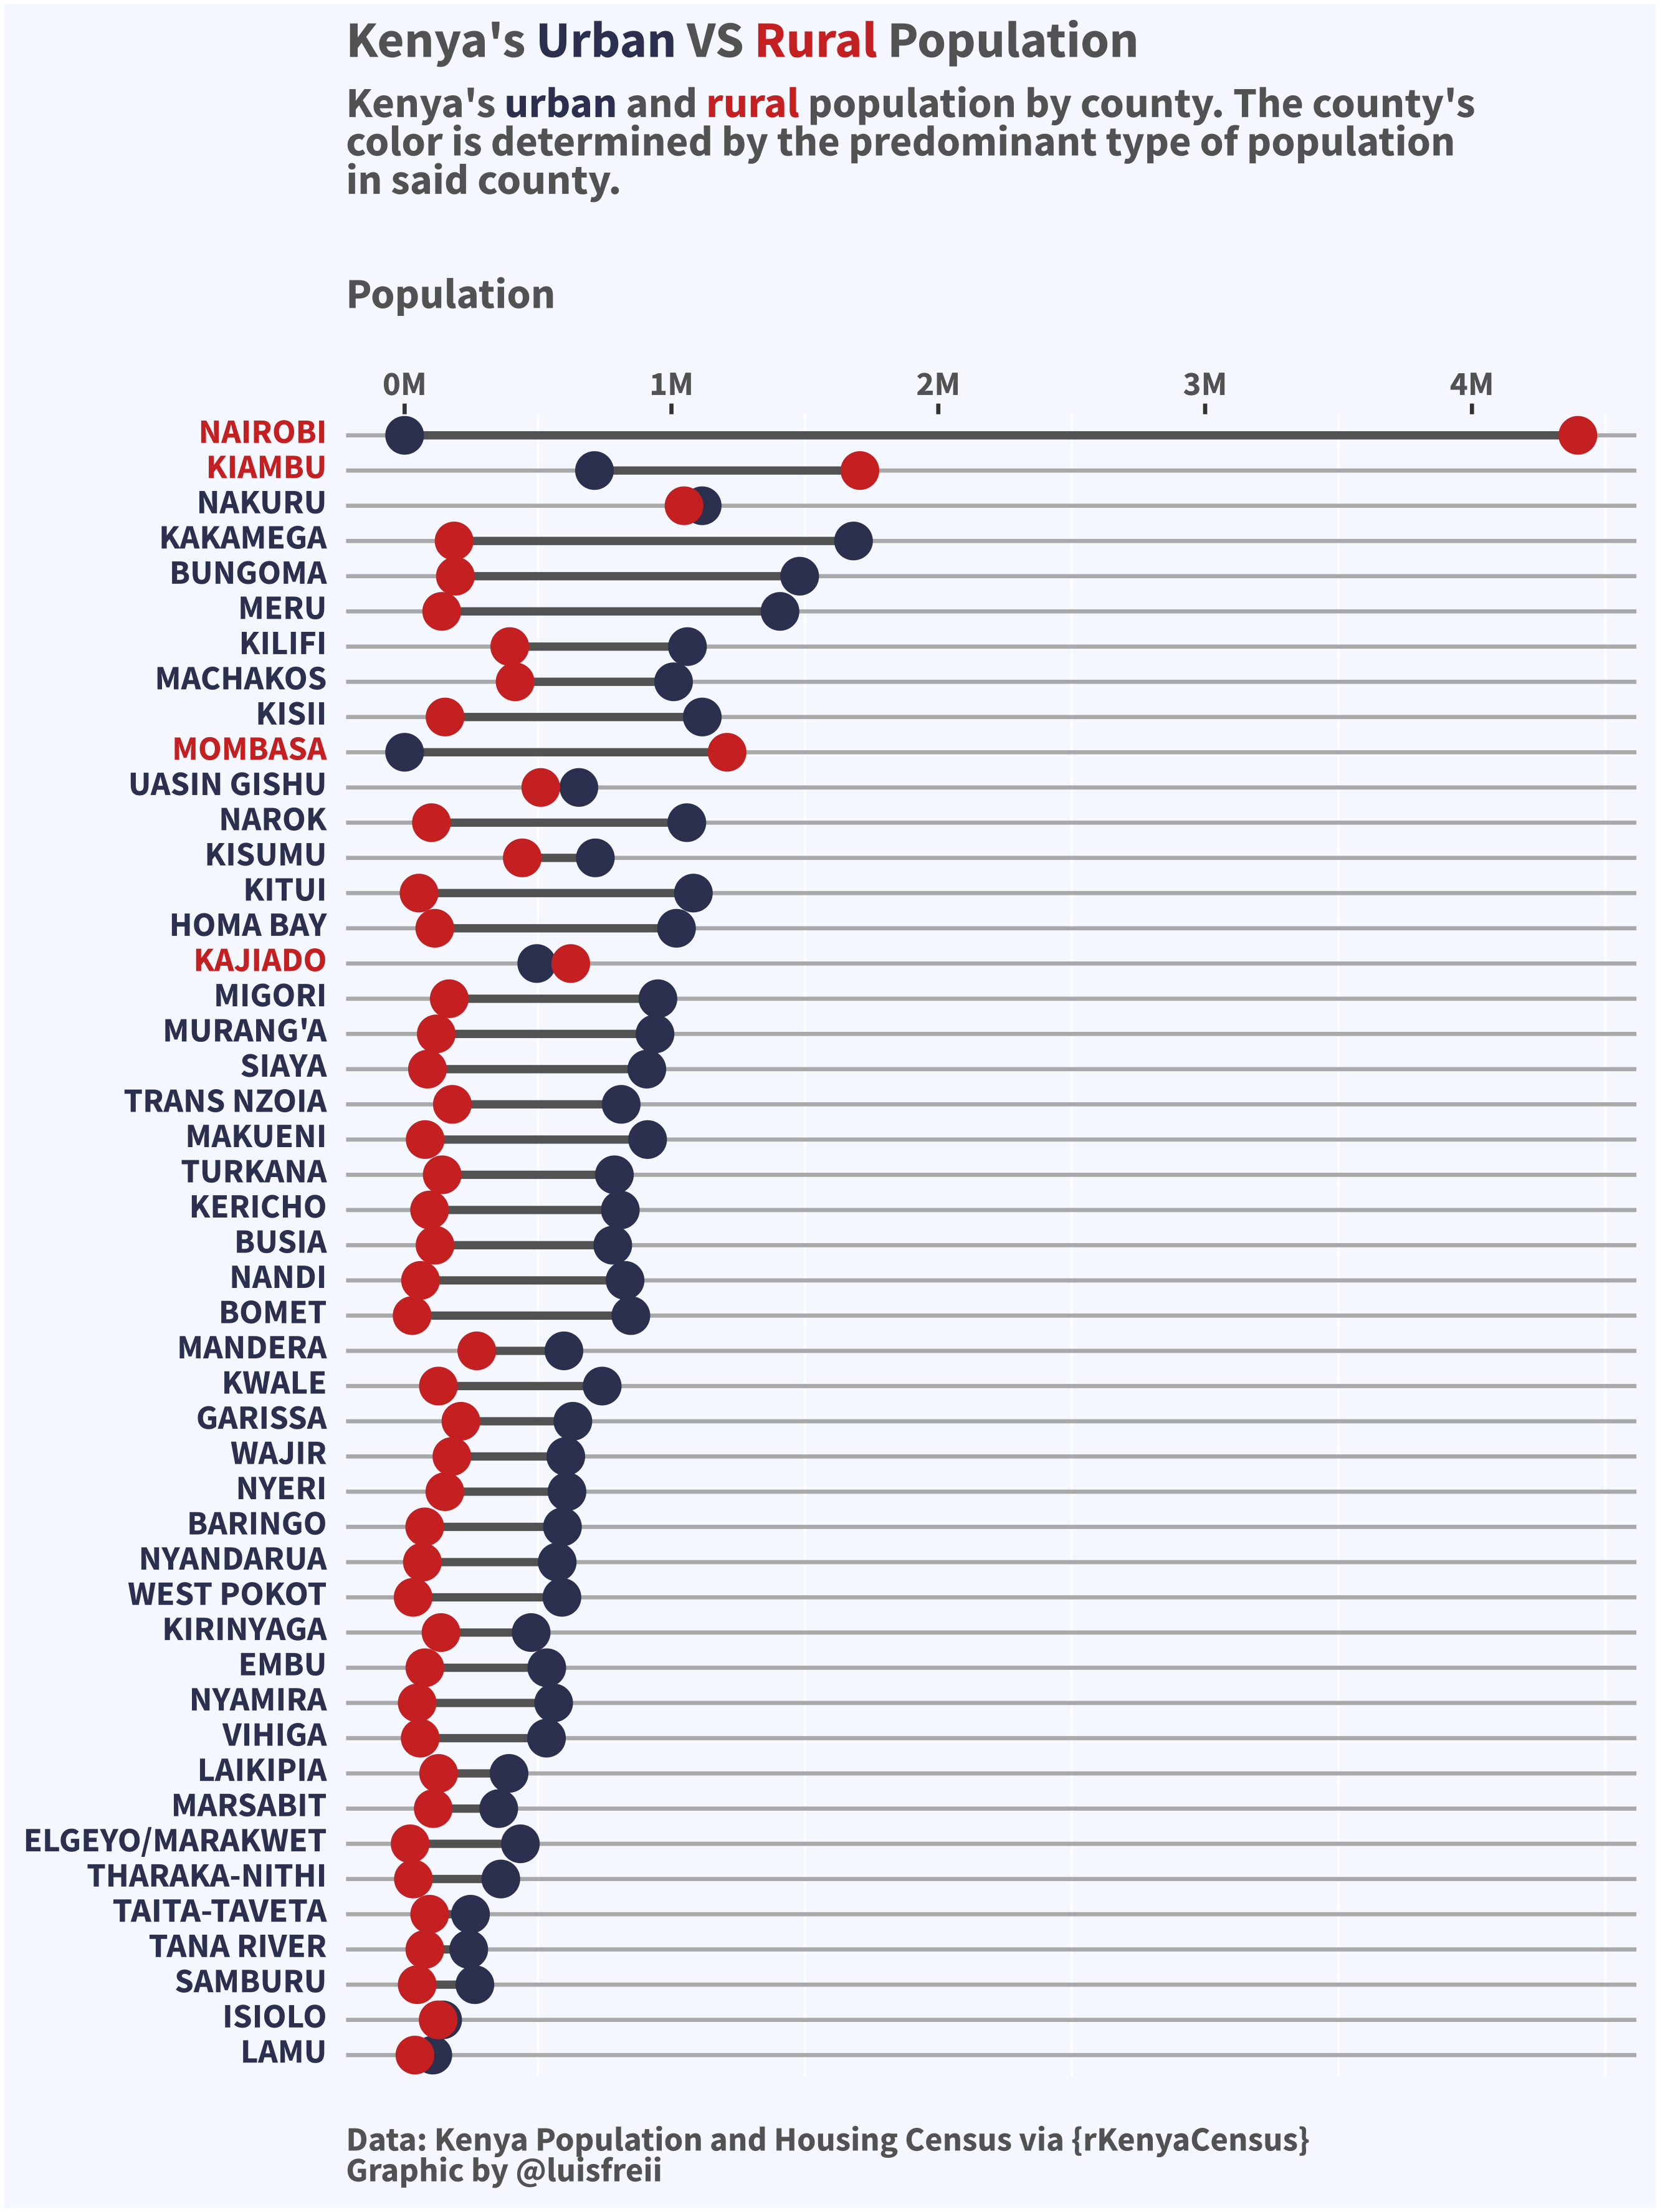 Kenya's Urban VS Rural Population
Kenya's urban and rural population by county. The county's
color is determined by the predominant type of population
in said county.
Population
0M 1M 2M 3M 4M
NAIROBI
KIAMBU
NAKURU
KAKAMEGA
BUNGOMA
MERU
KILIFI
MACHAKOS
KISII
MOMBASA
UASIN GISHU
NAROK
KISUMU
KITUI
HOMA BAY
KAJIADO
MIGORI
MURANG'A
SIAYA
TRANS NZOIA
MAKUENI
TURKANA
KERICHO
BUSIA
NANDI
BOMET
MANDERA
KWALE
GARISSA
WAJIR
NYERI
BARINGO
NYANDARUA
WEST POKOT
KIRINYAGA
EMBU
NYAMIRA
VIHIGA
LAIKIPIA
MARSABIT
ELGEYO/MARAKWET
THARAKA-NITHI
TAITA-TAVETA
TANA RIVER
SAMBURU
ISIOLO
LAMU
Data: Kenya Population and Housing Census via {rKenyaCensus}
Graphic by @luisfreii